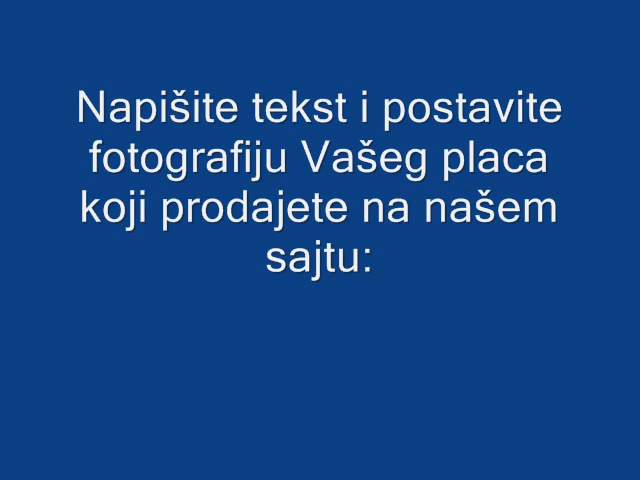 Napišite tekst i postavite
fotografiju Vašeg placa
koji prodajete na našem
sajtu: